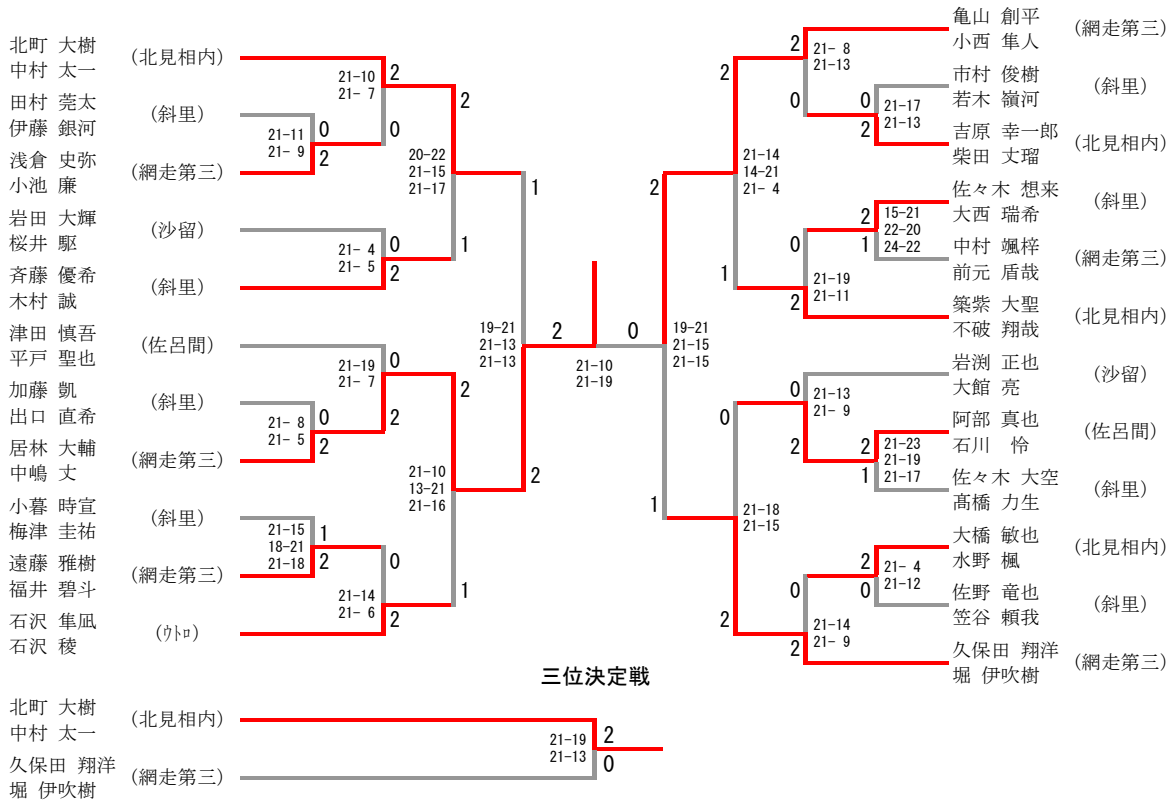 北町 大樹
中村 太一
(北見相内)
田村 莞太
伊藤 銀河
(斜里)
浅倉 史弥
小池 廉
(網走第三)
岩田 大輝
桜井 駆
(沙留)
斉藤 優希
木村 誠
(斜里)
津田 慎吾
平戸 聖也
(佐呂間)
加藤 凱
出口 直希
(斜里)
居林 大輔
中嶋 丈
(網走第三)
小暮 時宣
梅津 圭祐
(斜里)
遠藤 雅樹
福井 碧斗
(網走第三)
石沢 隼凪
石沢 稜
(ｳﾄﾛ)
21-10
21- 7
2
0
21-11
21- 9
0
2
20-22
21-15
21-17
2
1
21- 4
21- 5
0
2
21-19
21- 7
0
2
21- 8
21- 5
0
2
21-10
13-21
21-16
2
1
21-15
18-21
21-18
1
2
21-14
21- 6
0
2
19-21
21-13
21-13
1
2
2
0
21-10
21-19
19-21
21-15
21-15
2
1
21-14
14-21
21- 4
2
1
21- 8
21-13
2
0
21-17
21-13
0
2
15-21
22-20
24-22
2
1
21-19
21-11
0
2
21-18
21-15
0
2
21-13
21- 9
0
2
21-23
21-19
21-17
2
1
21- 4
21-12
2
0
21-14
21- 9
0
2
亀山 創平
小西 隼人
(網走第三)
市村 俊樹
若木 嶺河
(斜里)
吉原 幸一郎
柴田 丈瑠
(北見相内)
佐々木 想来
大西 瑞希
(斜里)
中村 颯梓
前元 盾哉
(網走第三)
築紫 大聖
不破 翔哉
(北見相内)
岩渕 正也
大館 亮
(沙留)
阿部 真也
石川 怜
(佐呂間)
佐々木 大空
髙橋 力生
(斜里)
大橋 敏也
水野 楓
(北見相内)
佐野 竜也
笠谷 頼我
(斜里)
久保田 翔洋
堀 伊吹樹
(網走第三)
三位決定戦
北町 大樹
中村 太一
(北見相内)
久保田 翔洋
堀 伊吹樹
(網走第三)
21-19
21-13
2
0